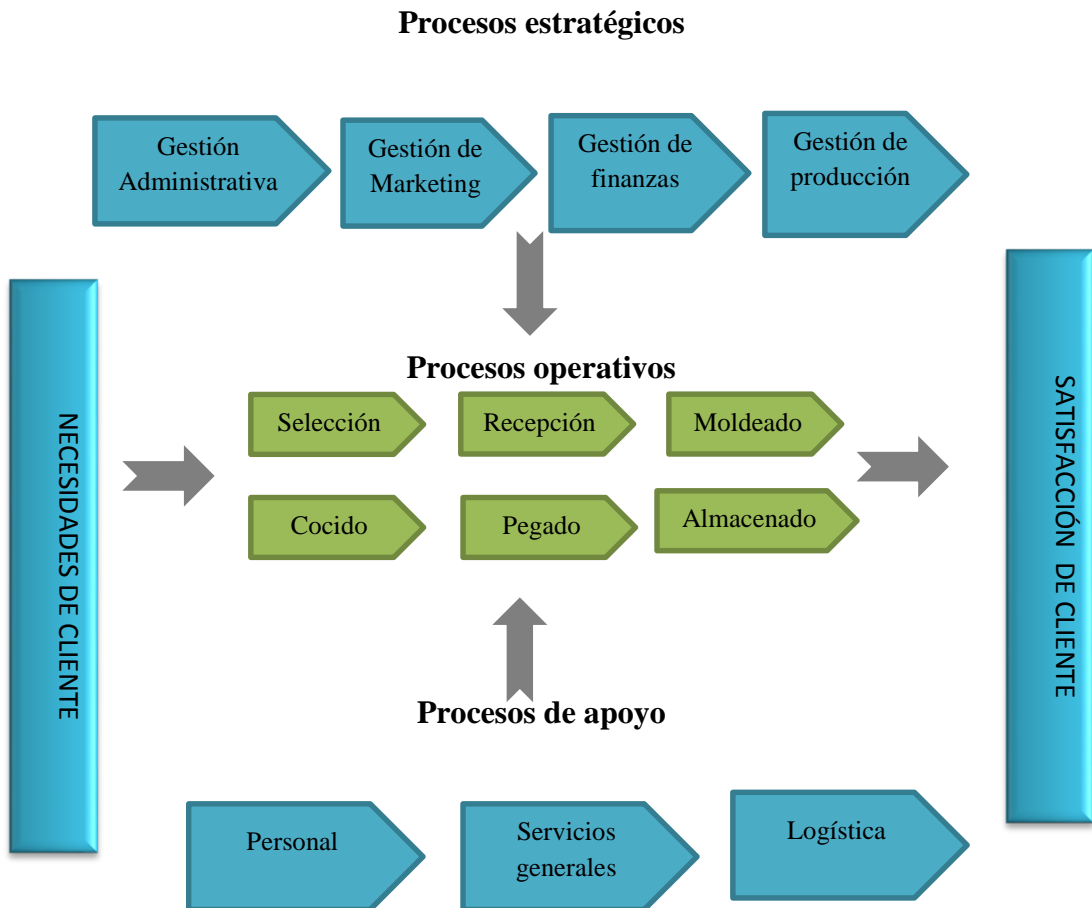 Procesos estratégicos
Gestión
Administrativa
Gestión de
Marketing
Gestión de
finanzas
Gestión de
producción
NECESIDADES DE CLIENTE
Procesos operativos
Selección
Recepción
Moldeado
Cocido
Pegado
Almacenado
SATISFACCIÓN DE CLIENTE
Procesos de apoyo
Personal
Servicios
generales
Logística